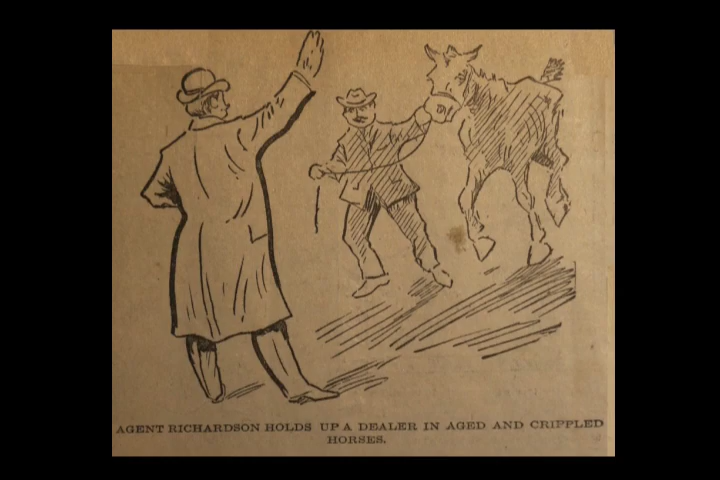 AGENT RICHARDSON HOLDS UP A DEALER IN AGED AND CRIPPLED
HORSES.